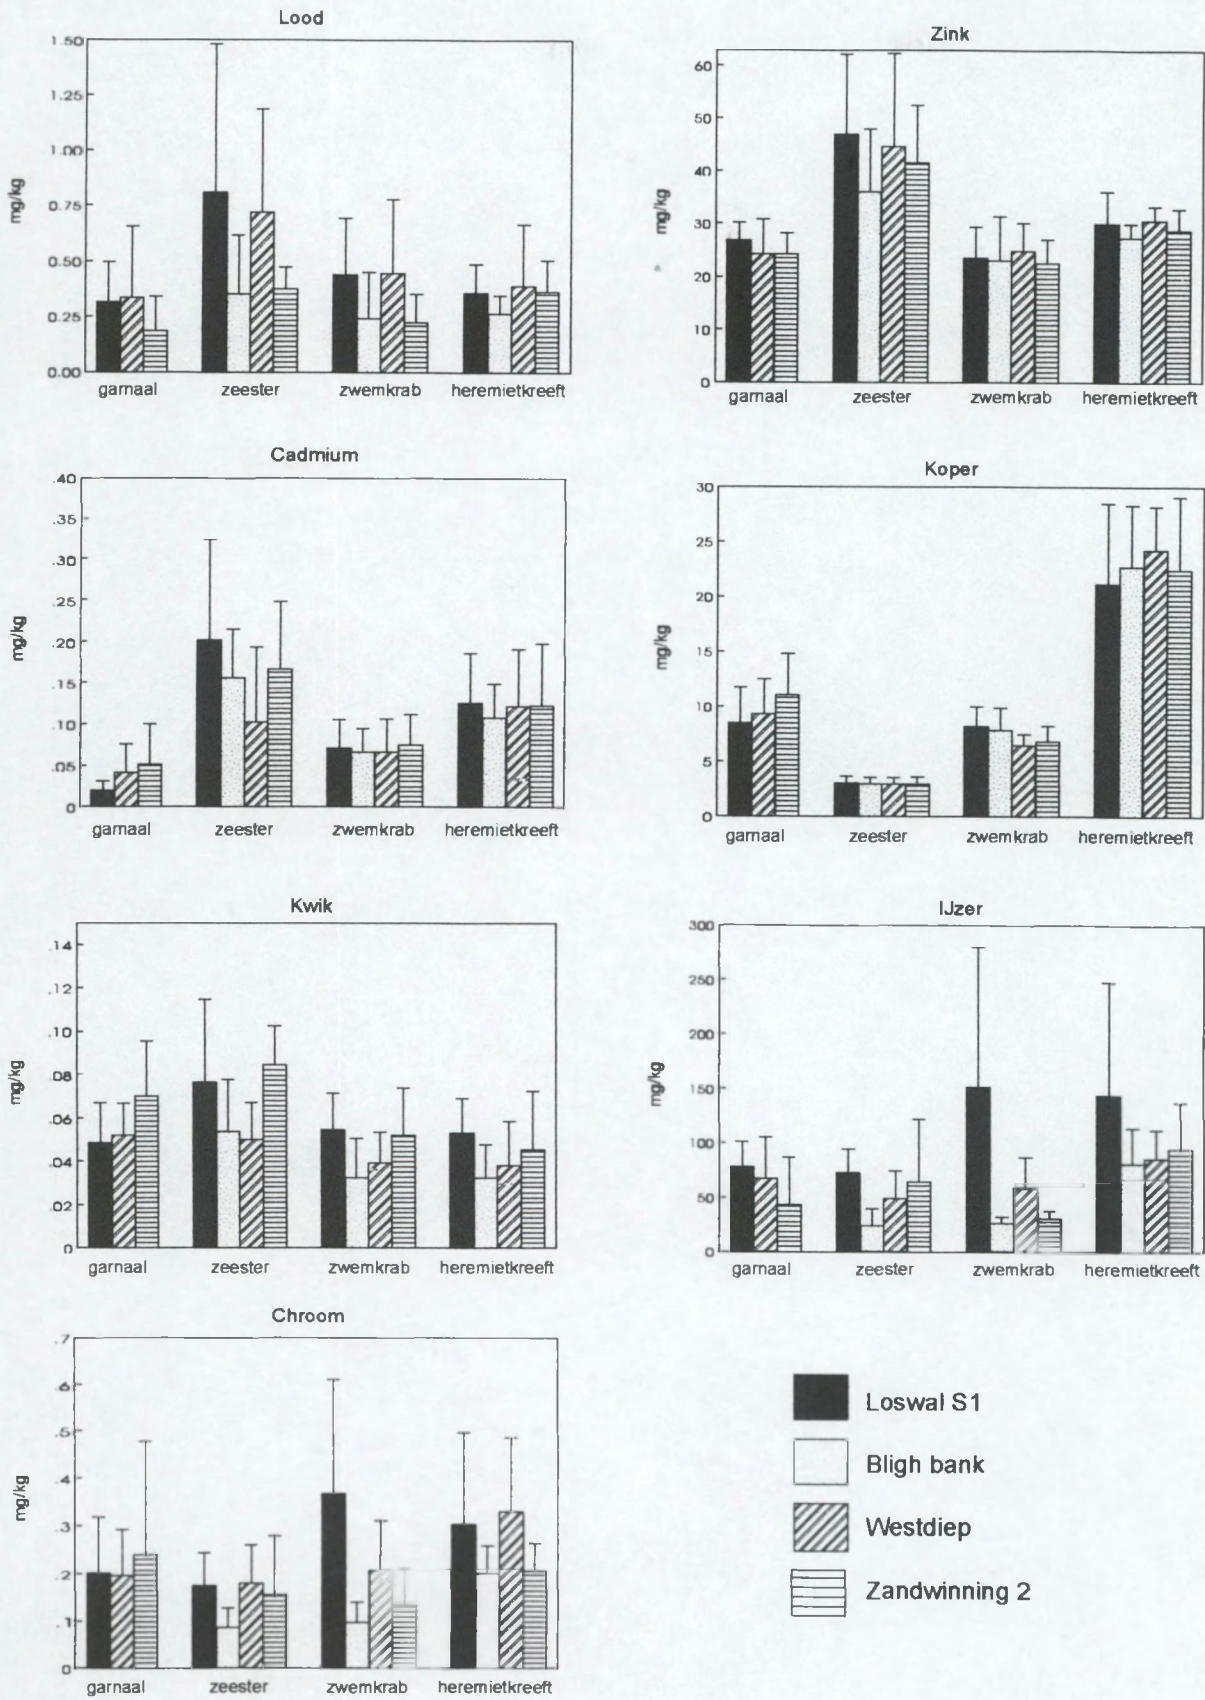 Lood
1.50
1.25
1.00
0.75
0.50
0.25
0.00
mg/kg
garnaal zeester zwemkrab heremietkreeft
Zink
60
50
40
30
20
10
0
mg/kg
garnaal zeester zwemkrab heremietkreeft
Cadmium
.40
.35
.30
.25
.20
.15
.10
.05
0
mg/kg
garnaal zeester zwemkrab heremietkreeft
Koper
30
25
20
15
10
5
0
mg/kg
garnaal zeester zwemkrab heremietkreeft
Kwik
.14
.12
.10
.08
.06
.04
.02
0
mg/kg
garnaal zeester zwemkrab heremietkreeft
IJzer
300
250
200
150
100
50
0
mg/kg
garnaal zeester zwemkrab heremietkreeft
Chroom
.7
.6
.5
.4
.3
.2
.1
0
mg/kg
garnaal zeester zwemkrab heremietkreeft
Loswal S1
Bligh bank
Westdiep
Zandwinning 2